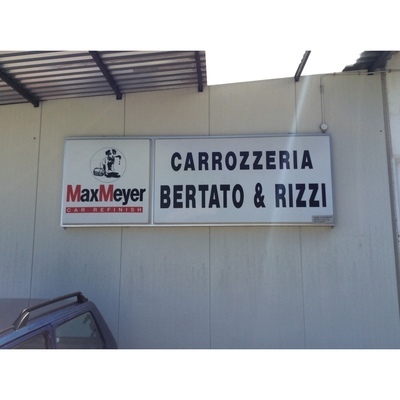 MaxMeyer
CAR REFINISH
CARROZZERIA
BERTATO & RIZZI